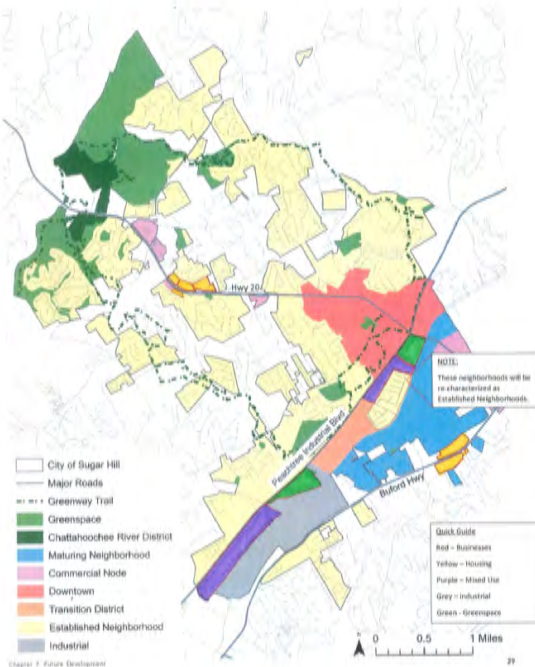 Hwy 20
NOTE:
These neighborhoods will be
re-characterized as
Established Neighborhoods.
Peachtree Industrial Blvd
Buford Hwy
City of Sugar Hill
Major Roads
Greenway Trail
Greenspace
Chattahoochee River District
Maturing Neighborhood
Commercial Node
Downtown
Transition District
Established Neighborhood
Industrial
Quick Guide
Red – Businesses
Yellow – Housing
Purple – Mixed Use
Grey – Industrial
Green - Greenspace
N
0 0.5 1 Miles
Chapter 7. Future Development
39